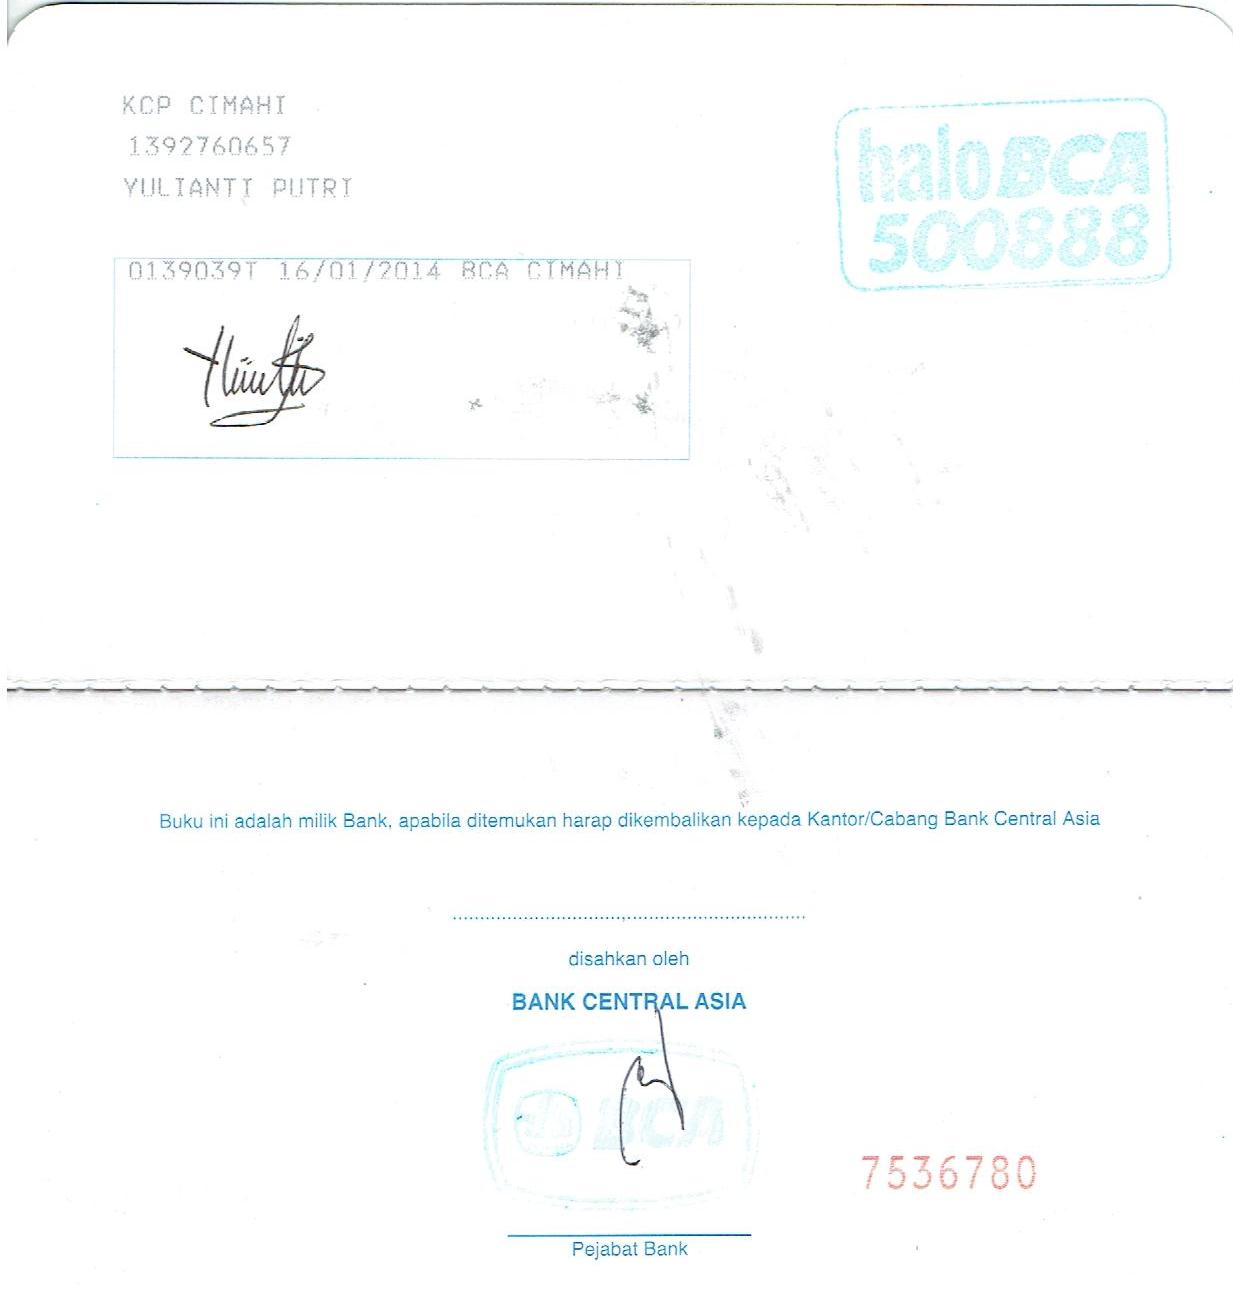 KCP CIMAHI
1392760657
YULIANTI PUTRI
halo BCA
500888
0139039T 16/01/2014 BCA CIMAHI
Buku ini adalah milik Bank, apabila ditemukan harap dikembalikan kepada Kantor/Cabang Bank Central Asia
disahkan oleh
BANK CENTRAL ASIA
BCA
7536780
Pejabat Bank